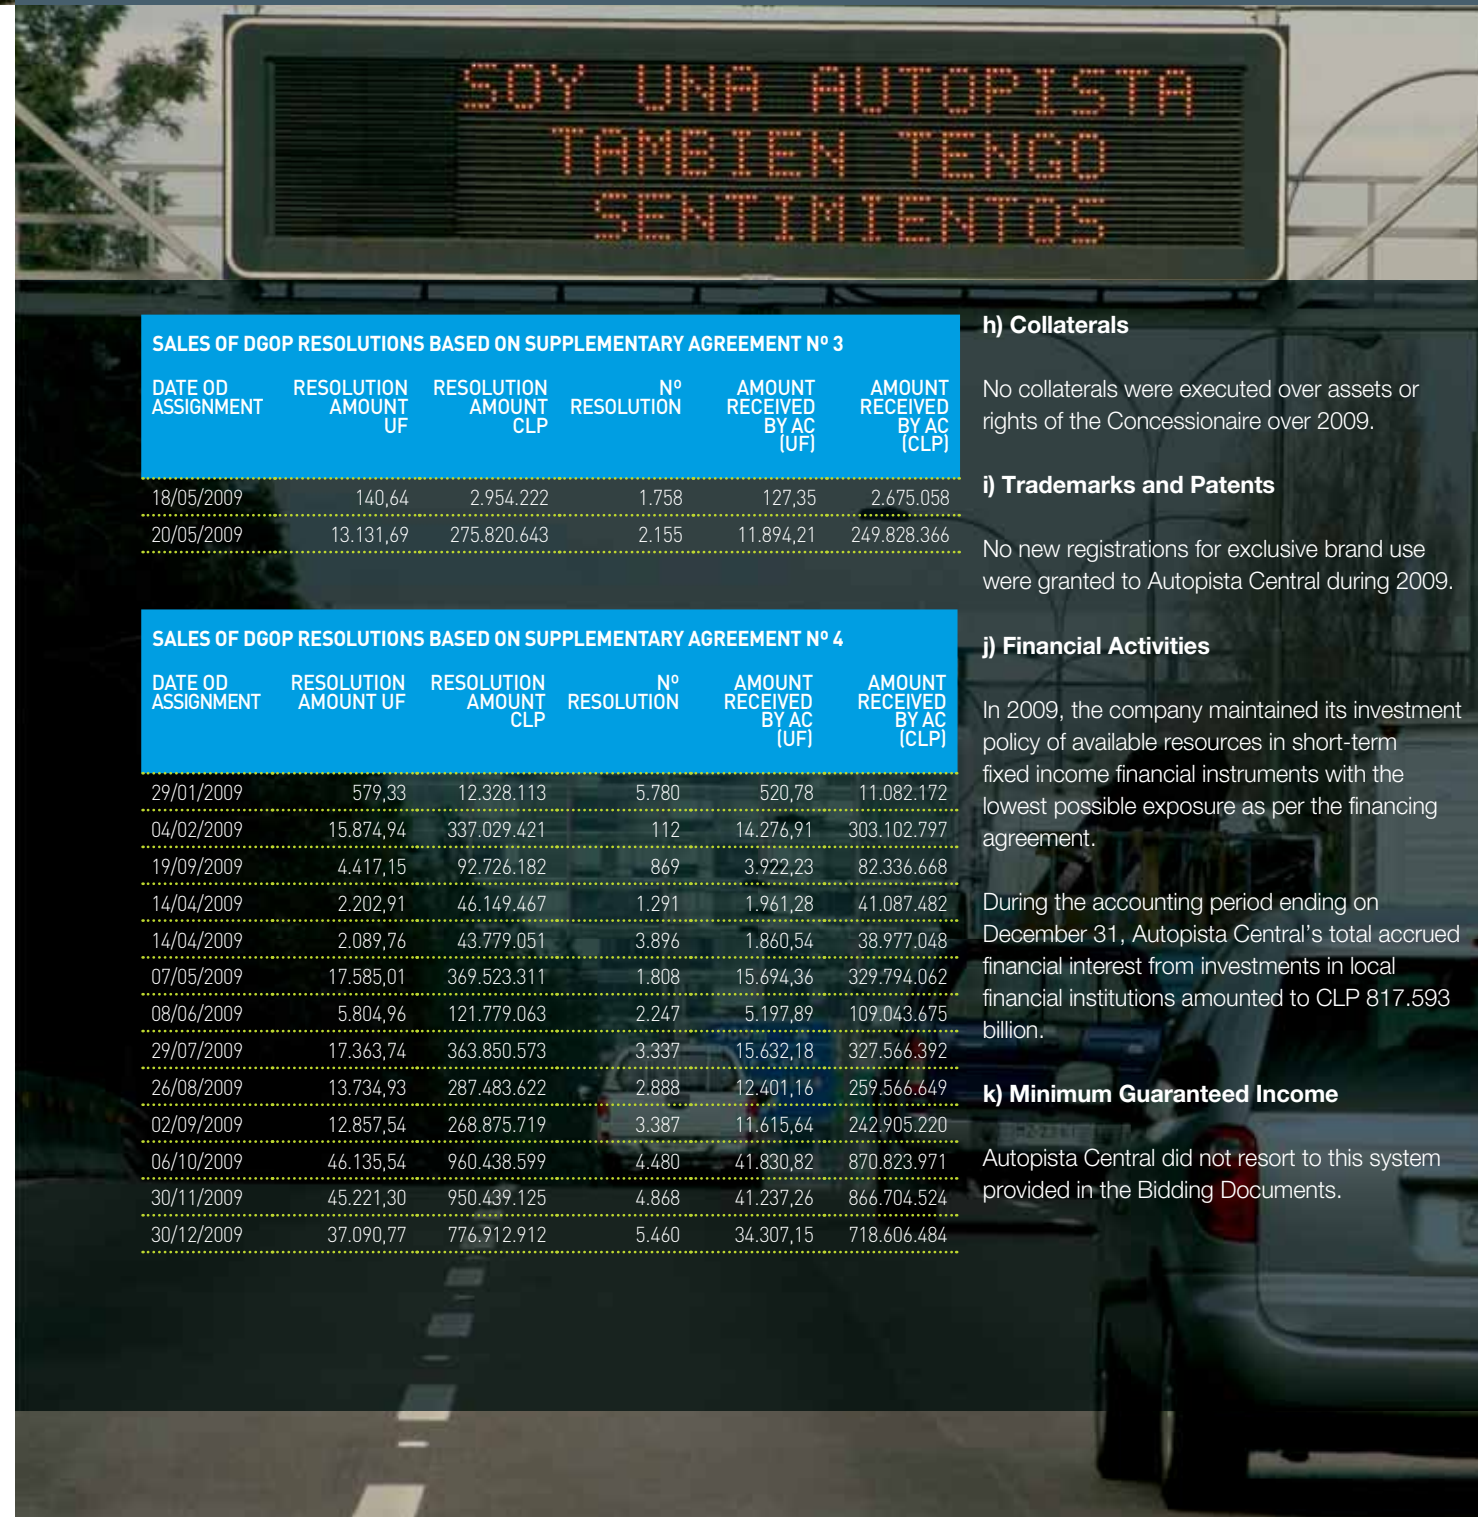 SOY UNA AUTOPISTA
TAMBIEN TENGO
SENTIMIENTOS
SALES OF DGOP RESOLUTIONS BASED ON SUPPLEMENTARY AGREEMENT Nº 3
DATE OD ASSIGNMENT RESOLUTION AMOUNT UF RESOLUTION AMOUNT CLP Nº RESOLUTION AMOUNT RECEIVED BY AC (UF) AMOUNT RECEIVED BY AC (CLP)
18/05/2009 140,64 2.954.222 1.758 127,35 2.675.058
20/05/2009 13.131,69 275.820.643 2.155 11.894,21 249.828.366
SALES OF DGOP RESOLUTIONS BASED ON SUPPLEMENTARY AGREEMENT Nº 4
DATE OD ASSIGNMENT RESOLUTION AMOUNT UF RESOLUTION AMOUNT CLP Nº RESOLUTION AMOUNT RECEIVED BY AC (UF) AMOUNT RECEIVED BY AC (CLP)
29/01/2009 579,33 12.328.113 5.780 520,78 11.082.172
04/02/2009 15.874,94 337.029.421 112 14.276,91 303.102.797
19/09/2009 4.417,15 92.726.182 869 3.922,23 82.336.668
14/04/2009 2.202,91 46.149.467 1.291 1.961,28 41.087.482
14/04/2009 2.089,76 43.779.051 3.896 1.860,54 38.977.048
07/05/2009 17.585,01 369.523.311 1.808 15.694,36 329.794.062
08/06/2009 5.804,96 121.779.063 2.247 5.197,89 109.043.675
29/07/2009 17.363,74 363.850.573 3.337 15.632,18 327.566.392
26/08/2009 13.734,93 287.483.622 2.888 12.401,16 259.566.649
02/09/2009 12.857,54 268.875.719 3.387 11.615,64 242.905.220
06/10/2009 46.135,54 960.438.599 4.480 41.830,82 870.823.971
30/11/2009 45.221,30 950.439.125 4.868 41.237,26 866.704.524
30/12/2009 37.090,77 776.912.912 5.460 34.307,15 718.606.484
h) Collaterals
No collaterals were executed over assets or
rights of the Concessionaire over 2009.
i) Trademarks and Patents
No new registrations for exclusive brand use
were granted to Autopista Central during 2009.
j) Financial Activities
In 2009, the company maintained its investment
policy of available resources in short-term
fixed income financial instruments with the
lowest possible exposure as per the financing
agreement.
During the accounting period ending on
December 31, Autopista Central's total accrued
financial interest from investments in local
financial institutions amounted to CLP 817.593
billion.
k) Minimum Guaranteed Income
Autopista Central did not resort to this system
provided in the Bidding Documents.